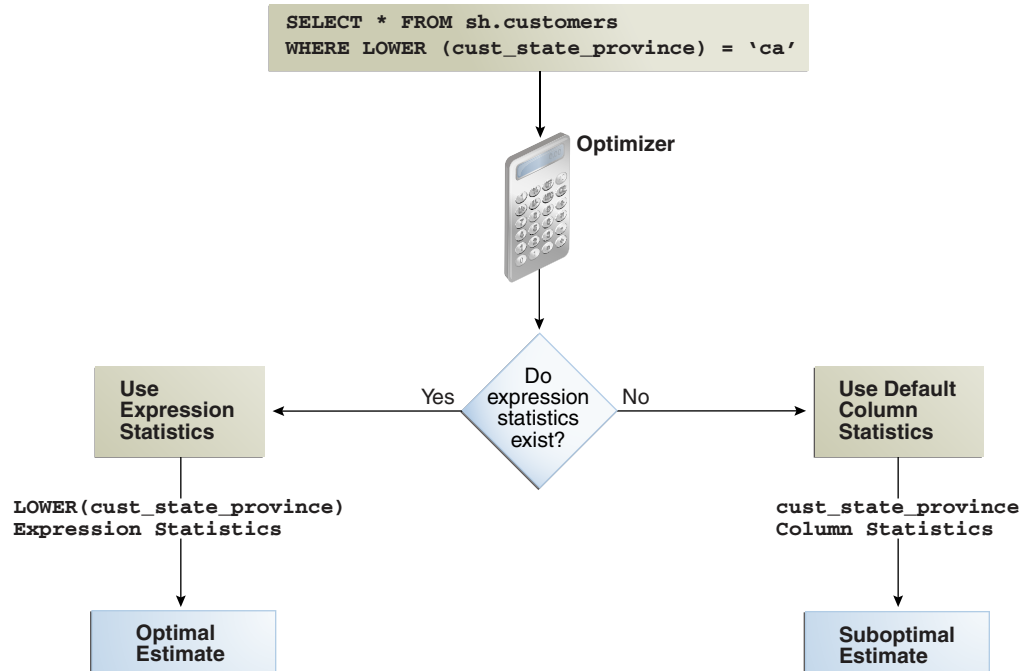 SELECT * FROM sh.customers
WHERE LOWER (cust_state_province) = ‘ca’
Optimizer
Do
expression
statistics
exist?
Yes
No
Use
Expression
Statistics
Use Default
Column
Statistics
LOWER(cust_state_province)
Expression Statistics
cust_state_province
Column Statistics
Optimal
Estimate
Suboptimal
Estimate